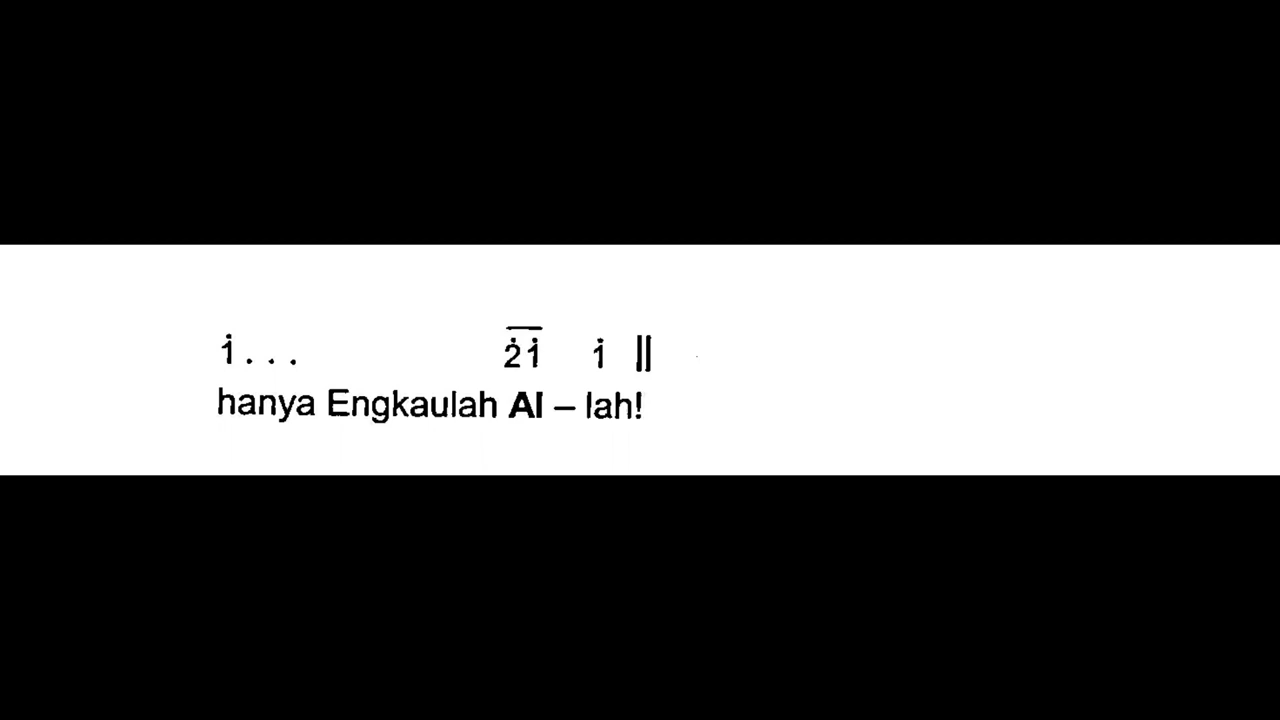 i̇ . . . 2̇i̇ i̇ ||
hanya Engkaulah Al – lah!